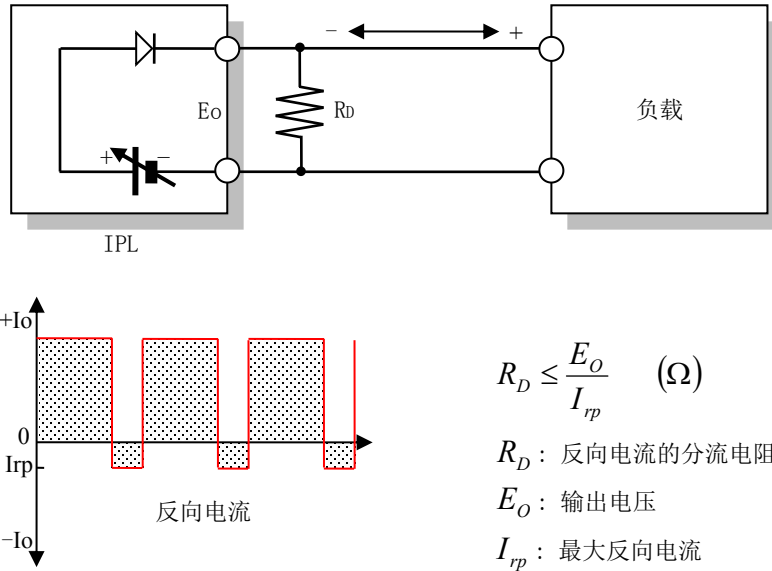 − +
Eo
RD
负载
+ −
IPL
+Io
0
Irp
−Io
反向电流
R_D ≤ E_O / I_rp (Ω)
R_D： 反向电流的分流电阻
E_O： 输出电压
I_rp： 最大反向电流